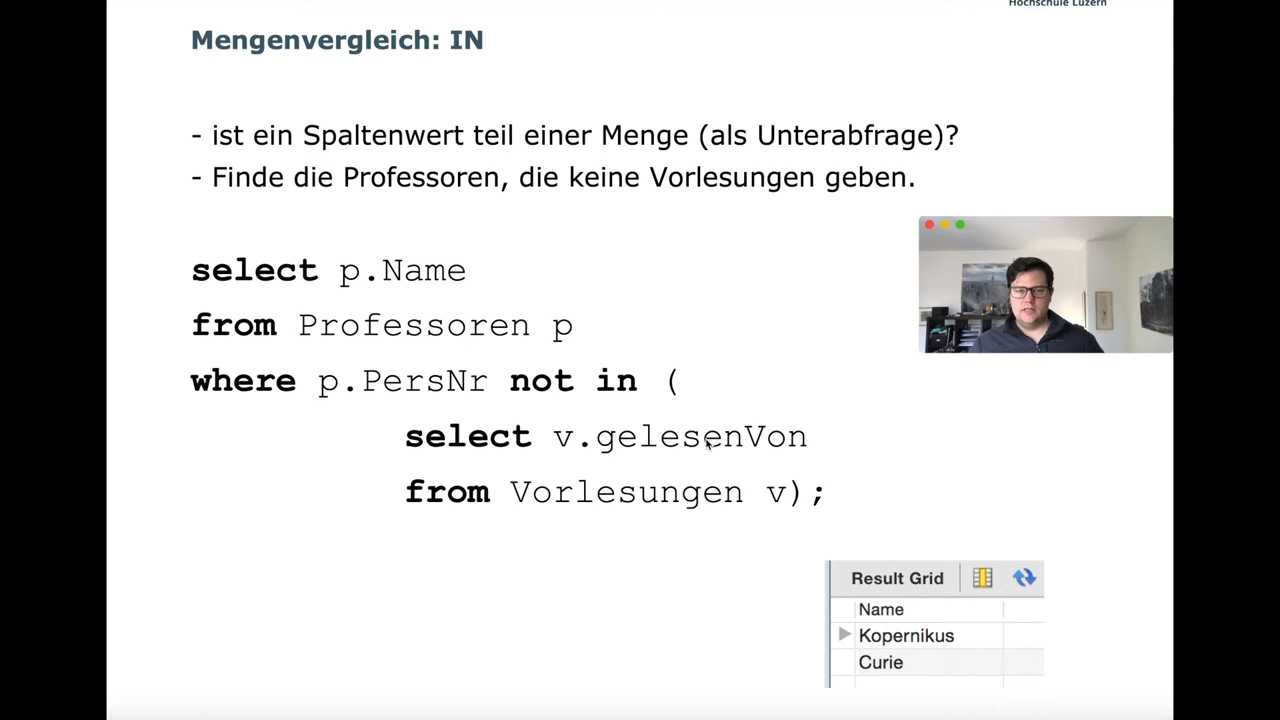 Hochschule Luzern
Mengenvergleich: IN
- ist ein Spaltenwert teil einer Menge (als Unterabfrage)?
- Finde die Professoren, die keine Vorlesungen geben.
select p.Name
from Professoren p
where p.PersNr not in (
select v.gelesenVon
from Vorlesungen v);
Result Grid
Name
Kopernikus
Curie